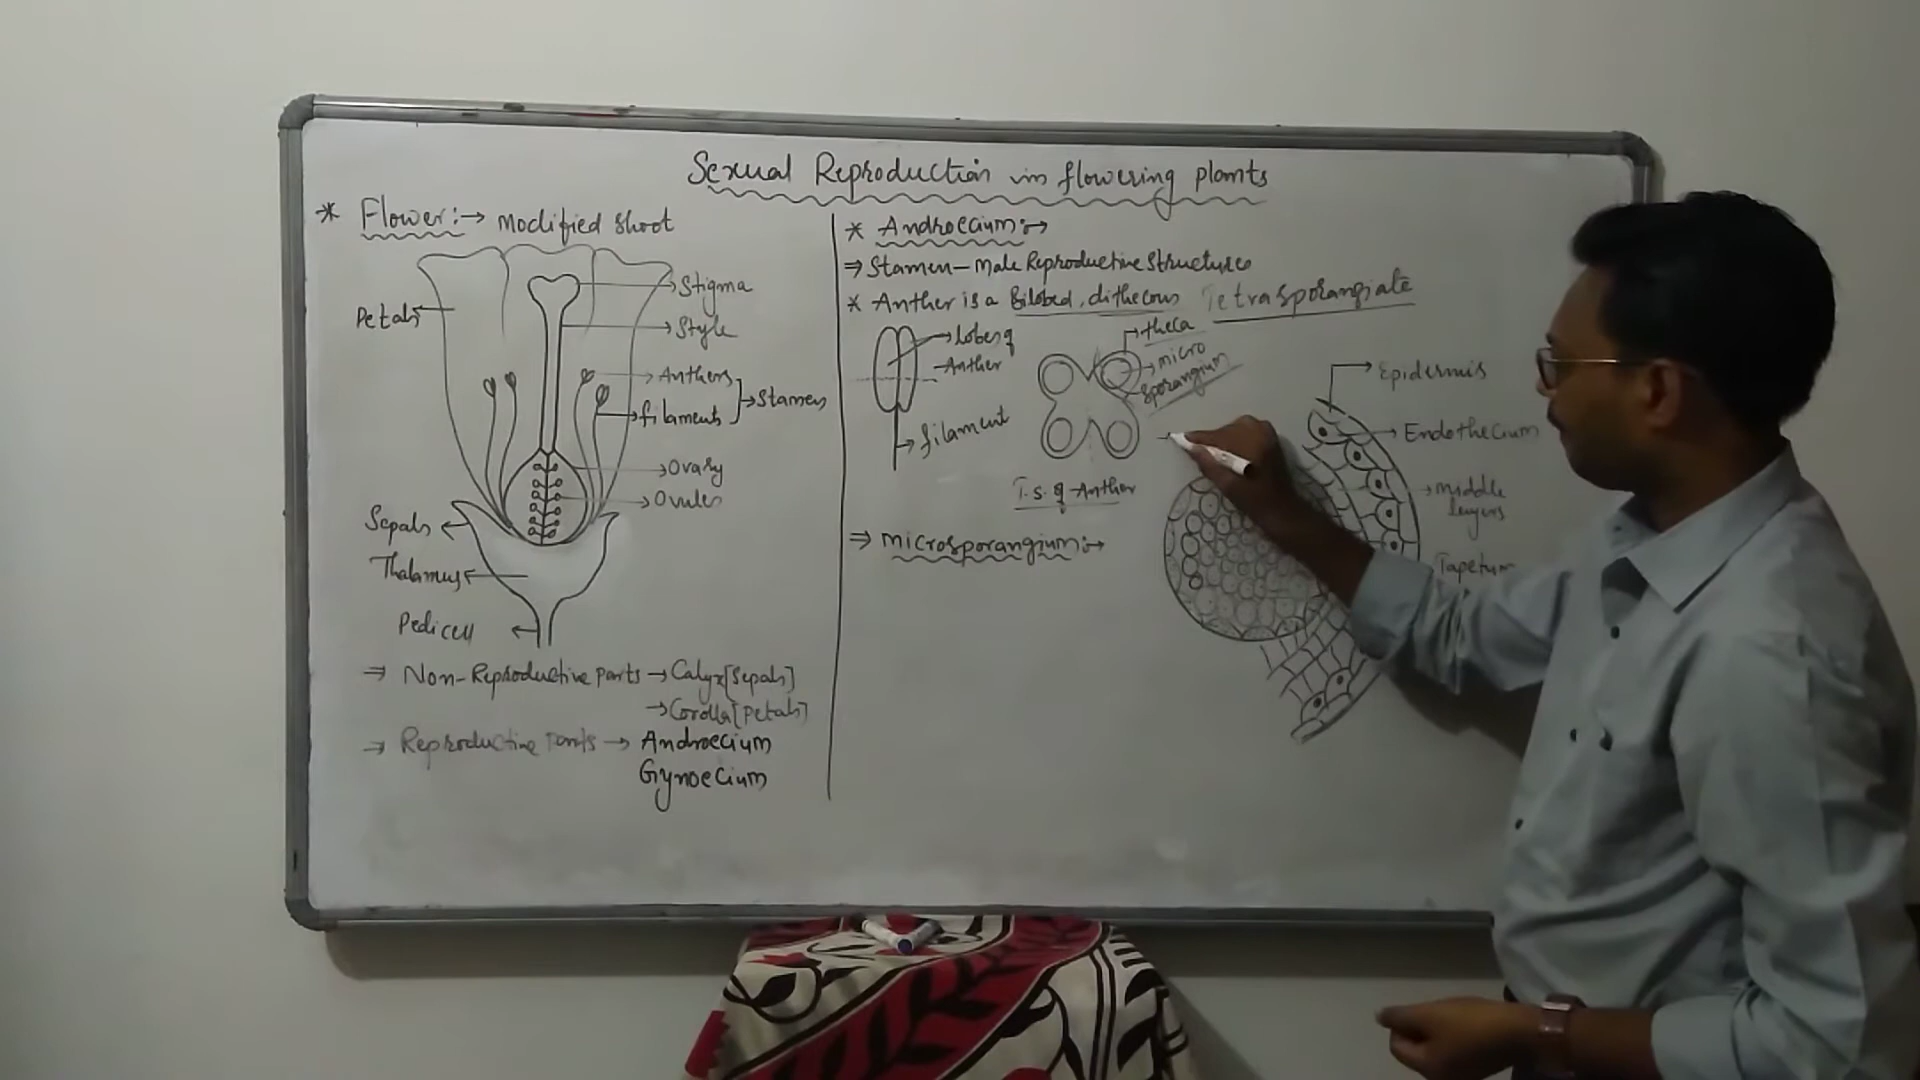 Sexual Reproduction in flowering plants
* Flower:→ Modified Shoot
Petals
Stigma
Style
Anthers
filaments
Stamens
Ovary
Ovules
Sepals
Thalamus
Pedicell
⇒ Non-Reproductive parts → Calyx[Sepals]
→ Corolla[Petals]
⇒ Reproductive Parts → Androecium
Gynoecium
* Androecium:→
⇒ Stamen - Male Reproductive Structures
* Anther is a Bilobed, dithecous Tetrasporangiate
Lobes of
Anther
filament
theca
micro
sporangium
T.S. of Anther
⇒ microsporangium:→
Epidermis
Endothecium
middle
layers
Tapetum